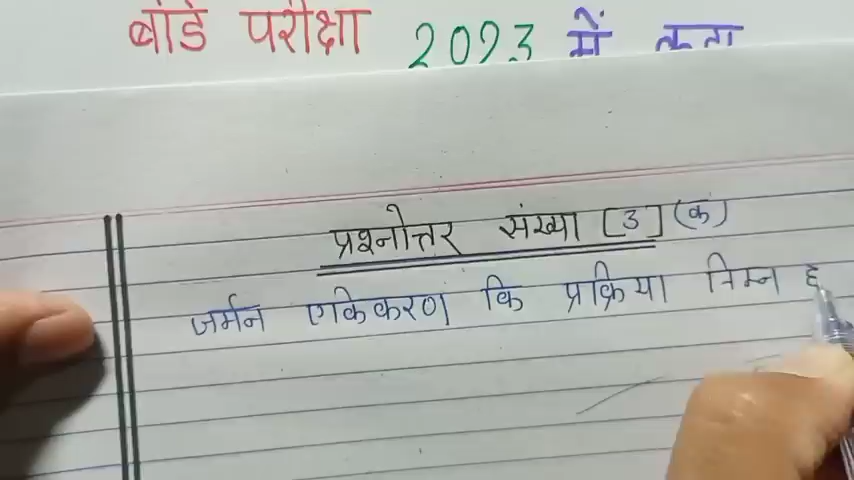 बोर्ड परीक्षा 2023 में
प्रश्नोत्तर संख्या [3] (क)
जर्मन एकिकरण कि प्रक्रिया निम्न